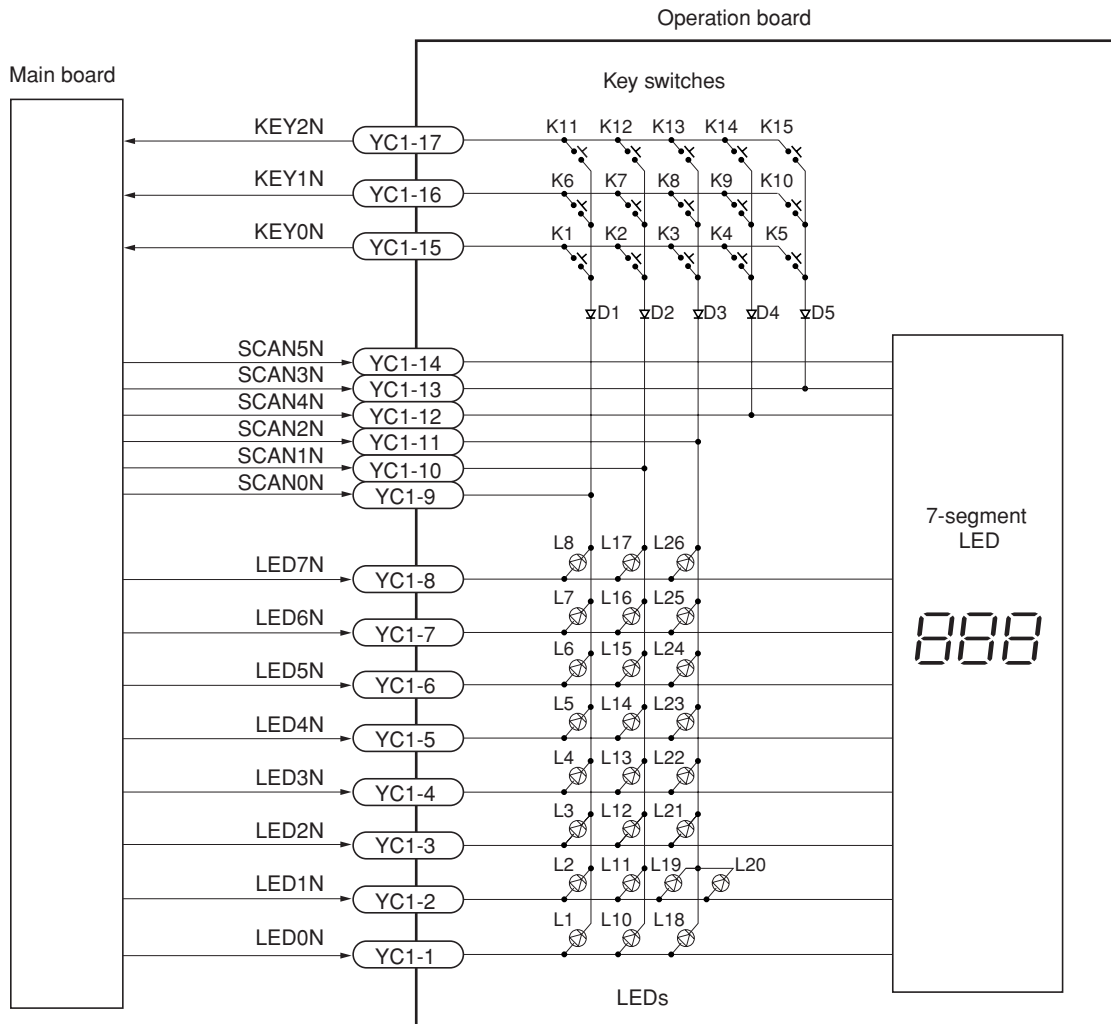 Operation board
Main board
Key switches
KEY2N YC1-17 K11 K12 K13 K14 K15
KEY1N YC1-16 K6 K7 K8 K9 K10
KEY0N YC1-15 K1 K2 K3 K4 K5
D1 D2 D3 D4 D5
SCAN5N YC1-14
SCAN3N YC1-13
SCAN4N YC1-12
SCAN2N YC1-11
SCAN1N YC1-10
SCAN0N YC1-9
7-segment
LED
888
L8 L17 L26
LED7N YC1-8
L7 L16 L25
LED6N YC1-7
L6 L15 L24
LED5N YC1-6
L5 L14 L23
LED4N YC1-5
L4 L13 L22
LED3N YC1-4
L3 L12 L21
LED2N YC1-3
L2 L11 L19 L20
LED1N YC1-2
L1 L10 L18
LED0N YC1-1
LEDs